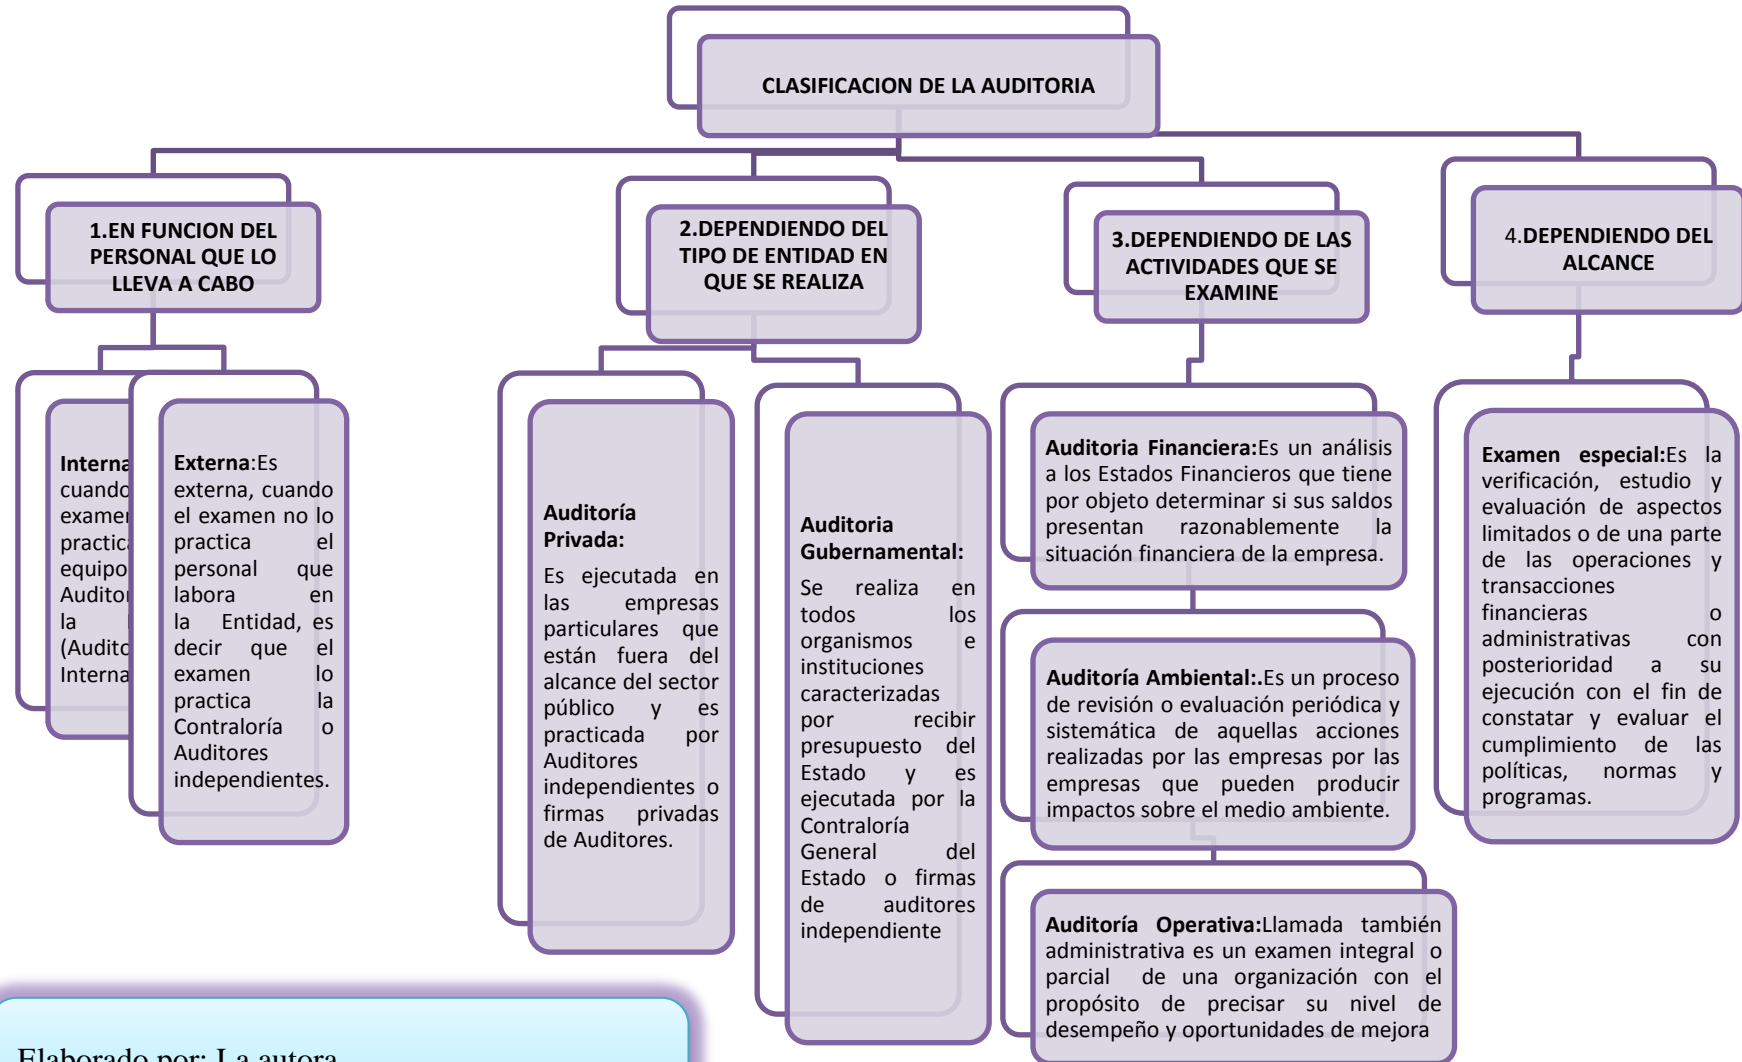 CLASIFICACION DE LA AUDITORIA
1.EN FUNCION DEL
PERSONAL QUE LO
LLEVA A CABO
Interna
cuando
equipo
la
Interna
Externa:Es
externa, cuando
el examen no lo
practica el
personal que
labora en
la Entidad, es
decir que el
examen lo
practica la
Contraloría o
Auditores
independientes.
2.DEPENDIENDO DEL
TIPO DE ENTIDAD EN
QUE SE REALIZA
Auditoría
Privada:
Es ejecutada en
las empresas
particulares que
están fuera del
alcance del sector
público y es
practicada por
Auditores
independientes o
firmas privadas
de Auditores.
Auditoria
Gubernamental:
Se realiza en
todos los
organismos e
instituciones
caracterizadas
por recibir
presupuesto del
Estado y es
ejecutada por la
Contraloría
General del
Estado o firmas
de auditores
independiente
3.DEPENDIENDO DE LAS
ACTIVIDADES QUE SE
EXAMINE
Auditoria Financiera:Es un análisis
a los Estados Financieros que tiene
por objeto determinar si sus saldos
presentan razonablemente la
situación financiera de la empresa.
Auditoría Ambiental:.Es un proceso
de revisión o evaluación periódica y
sistemática de aquellas acciones
realizadas por las empresas por las
empresas que pueden producir
impactos sobre el medio ambiente.
Auditoría Operativa:Llamada también
administrativa es un examen integral o
parcial de una organización con el
propósito de precisar su nivel de
desempeño y oportunidades de mejora
4.DEPENDIENDO DEL
ALCANCE
Examen especial:Es la
verificación, estudio y
evaluación de aspectos
limitados o de una parte
de las operaciones y
transacciones
financieras o
administrativas con
posterioridad a su
ejecución con el fin de
constatar y evaluar el
cumplimiento de las
políticas, normas y
programas.
Elaborado por: La autora